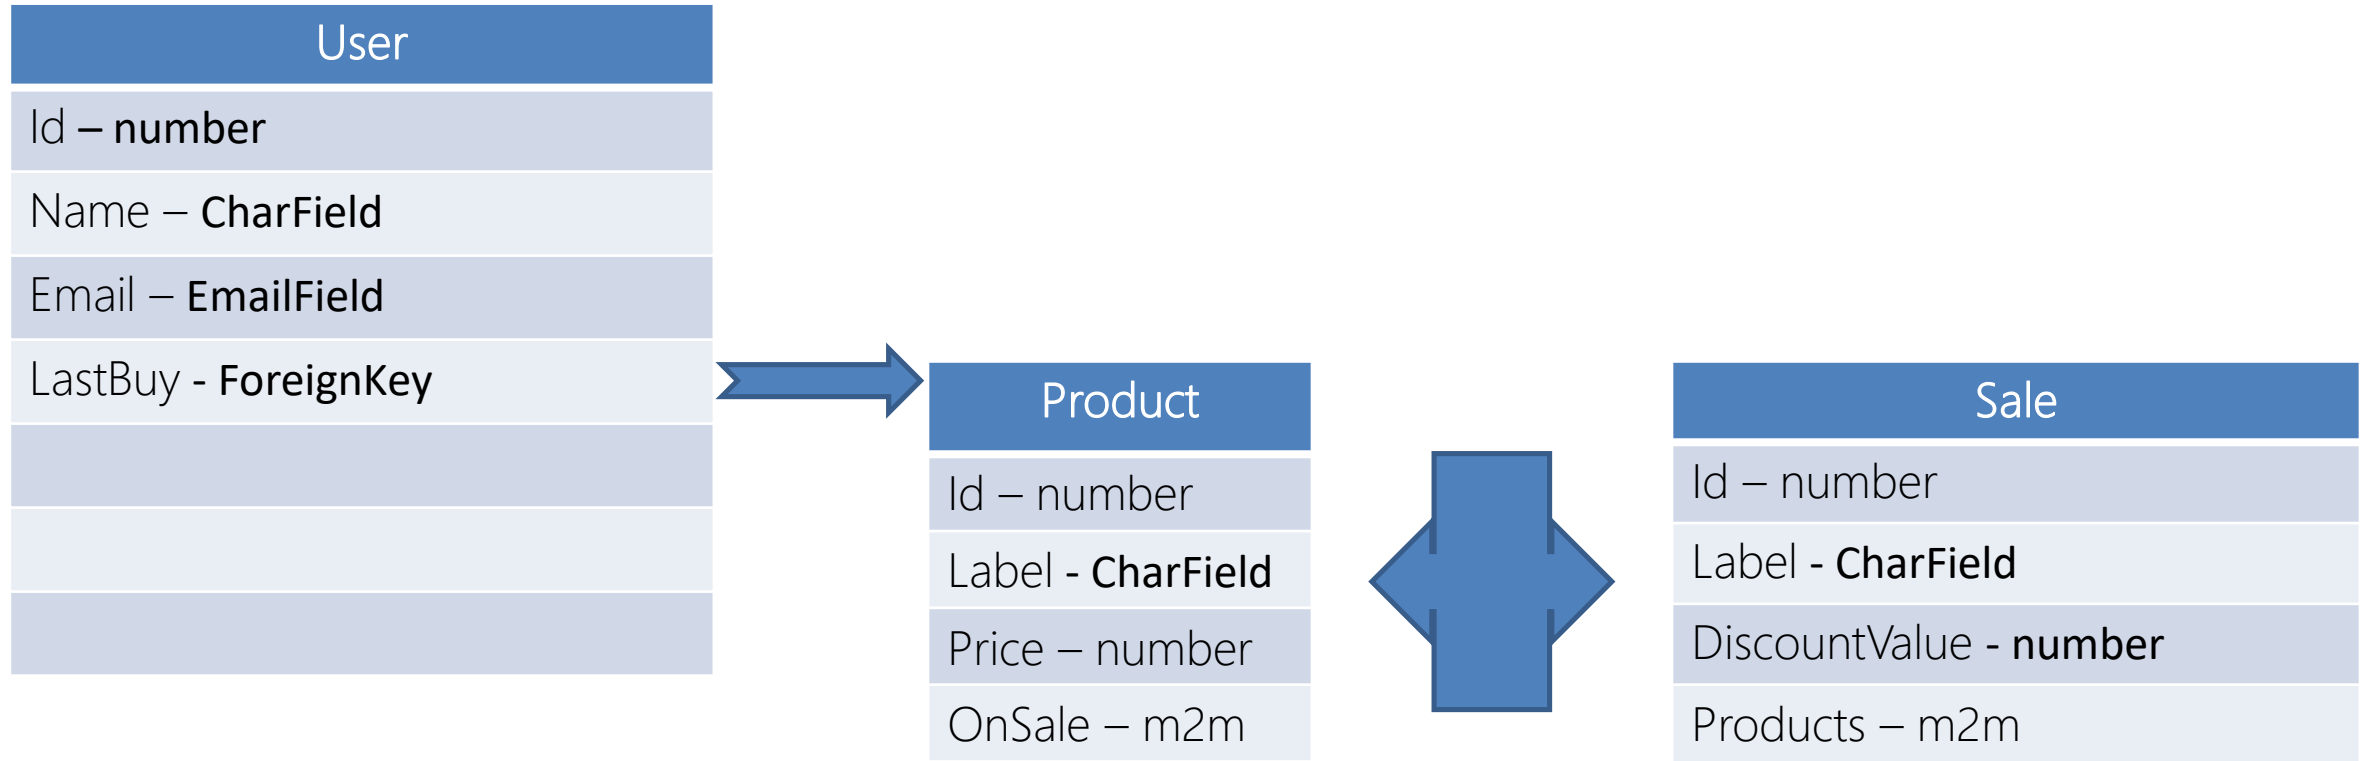 User
Id – number
Name – CharField
Email – EmailField
LastBuy - ForeignKey
Product
Id – number
Label - CharField
Price – number
OnSale – m2m
Sale
Id – number
Label - CharField
DiscountValue - number
Products – m2m